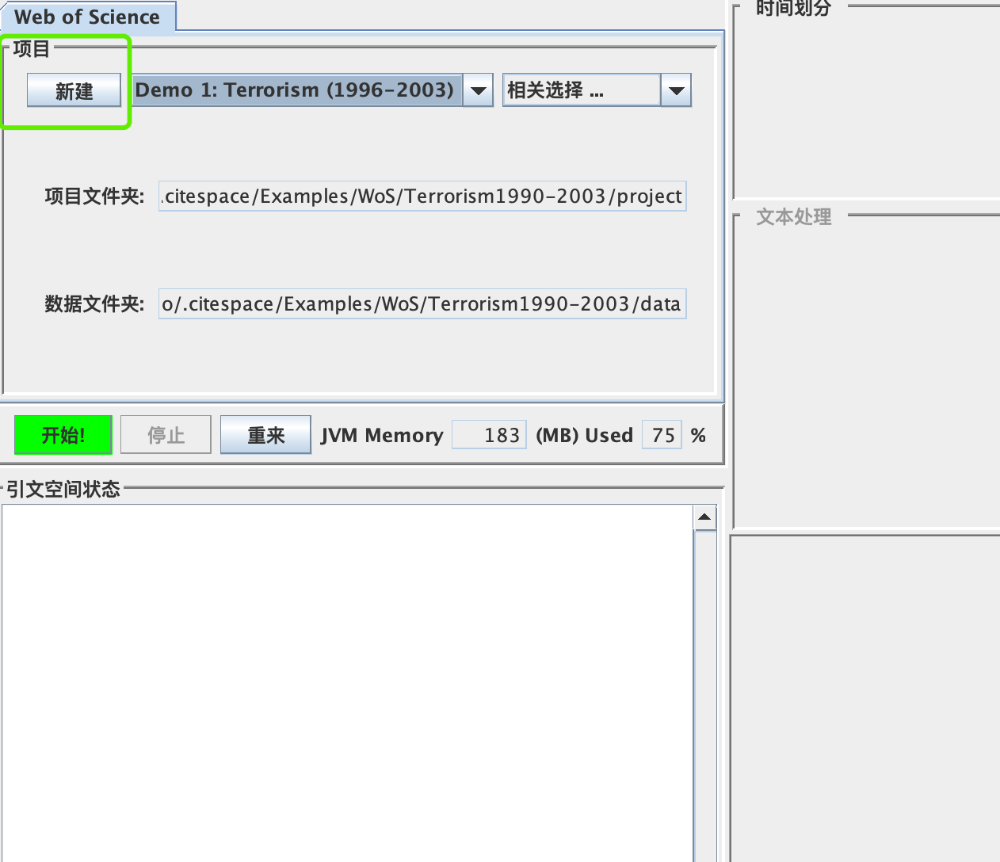 Web of Science
项目
新建 Demo 1: Terrorism (1996-2003) 相关选择 ...
项目文件夹: .citespace/Examples/WoS/Terrorism1990-2003/project
数据文件夹: o/.citespace/Examples/WoS/Terrorism1990-2003/data
开始! 停止 重来 JVM Memory 183 (MB) Used 75 %
引文空间状态
时间划分
文本处理